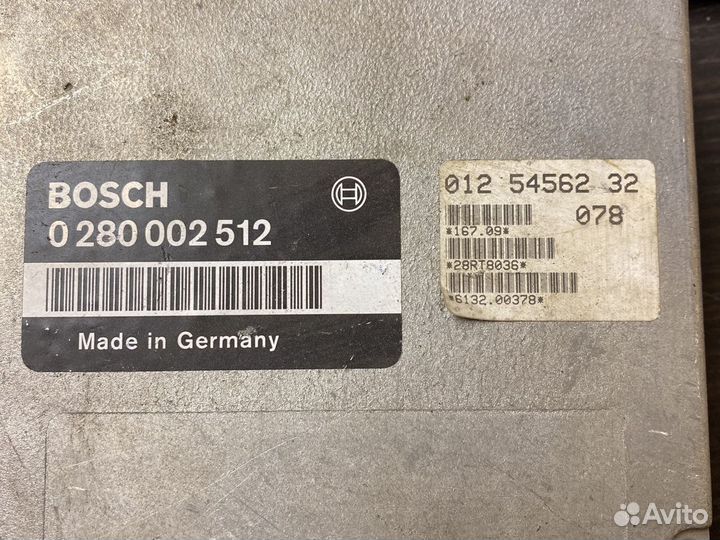 BOSCH
0 280 002 512
Made in Germany
012 54562 32
078
*167.09*
*28RT8036*
*6132.00378*
Avito